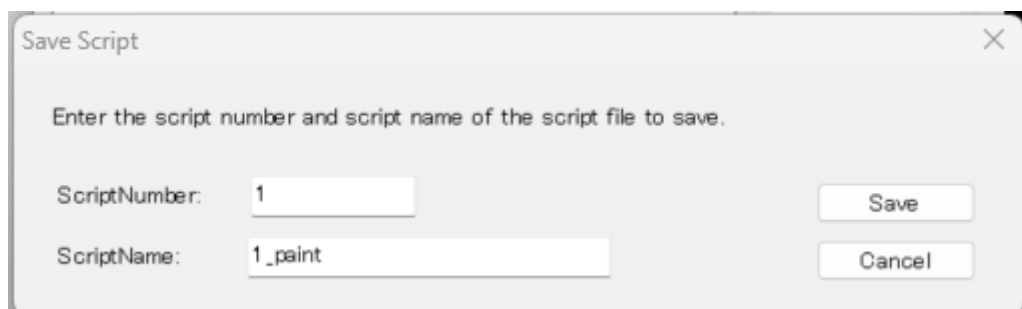 Save Script
Enter the script number and script name of the script file to save.
ScriptNumber: 1
Save
ScriptName: 1_paint
Cancel